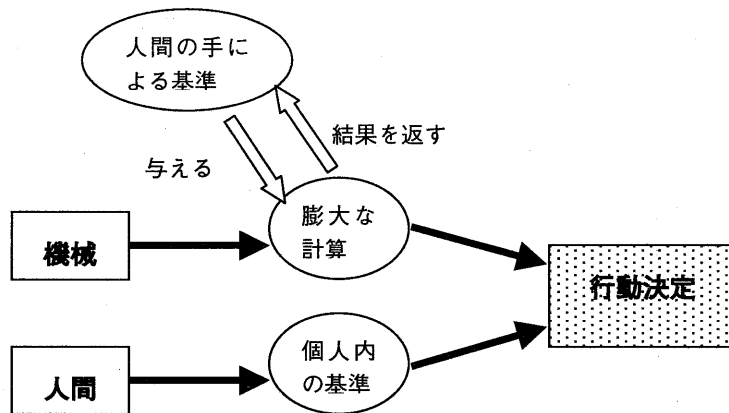 人間の手に
よる基準
結果を返す
与える
膨大な
計算
機械
行動決定
個人内
の基準
人間